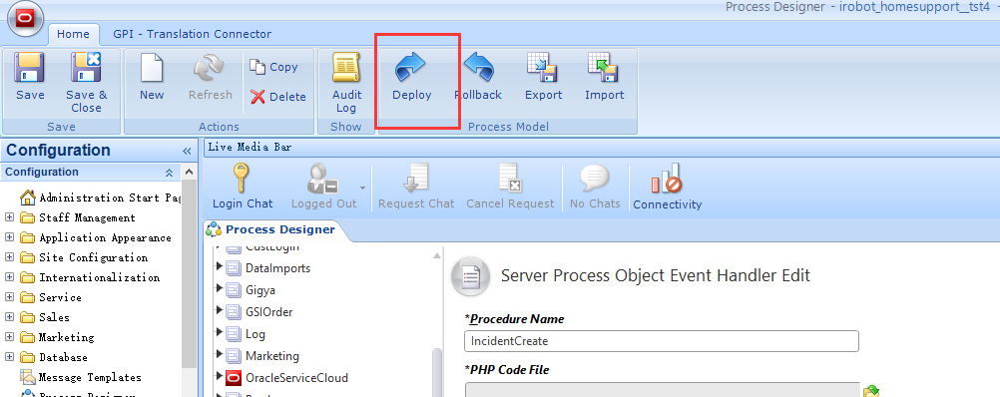 Process Designer - irobot_homesupport__tst4
Home
GPI - Translation Connector
Save
Save & Close
New
Refresh
Copy
Delete
Audit Log
Deploy
Rollback
Export
Import
Save
Actions
Show
Process Model
Configuration
Configuration
Administration Start Pag
Staff Management
Application Appearance
Site Configuration
Internationalization
Service
Sales
Marketing
Database
Message Templates
Process Designer
Live Media Bar
Login Chat
Logged Out
Request Chat
Cancel Request
No Chats
Connectivity
Process Designer
CustLogin
DataImports
Gigya
GSIOrder
Log
Marketing
OracleServiceCloud
Server Process Object Event Handler Edit
*Procedure Name
IncidentCreate
*PHP Code File